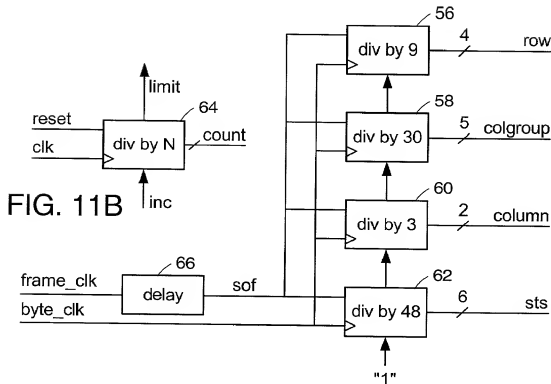 56
4
div by 9
row
limit
58
64
5
reset
div by 30
colgroup
div by N
count
clk
60
2
inc
div by 3
column
FIG. 11B
66
62
frame_clk
sof
6
delay
div by 48
sts
byte_clk
"1"